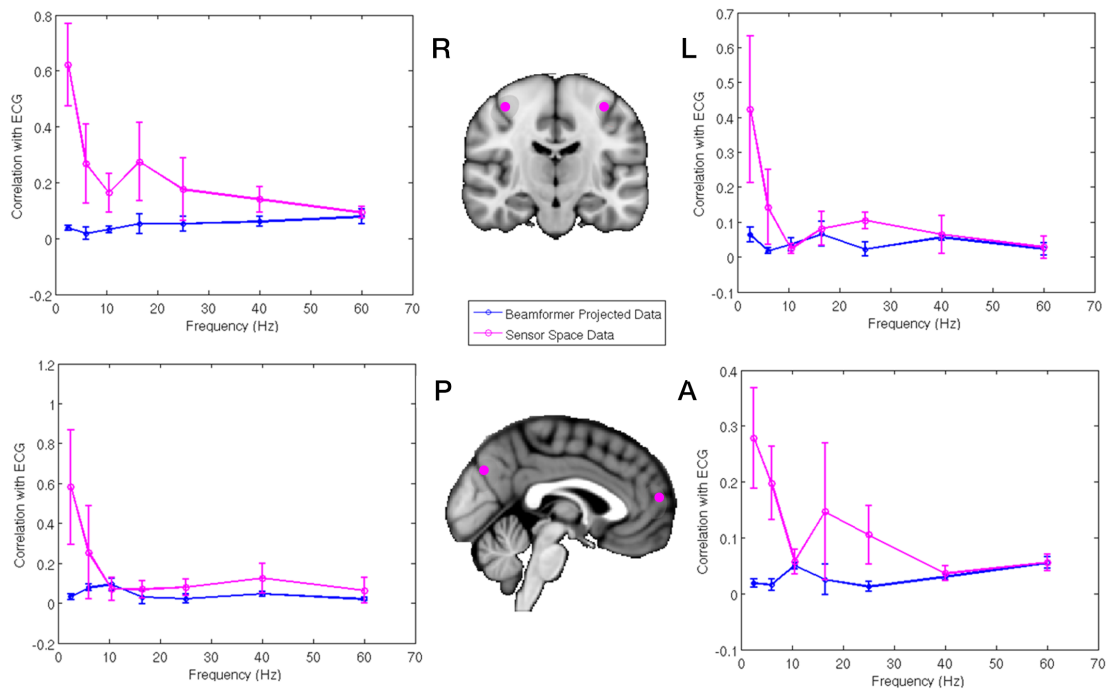 0.8
0.6
0.4
0.2
0
-0.2
Correlation with ECG
0 10 20 30 40 50 60 70
Frequency (Hz)
R
L
0.7
0.6
0.5
0.4
0.3
0.2
0.1
0
-0.1
Correlation with ECG
0 10 20 30 40 50 60 70
Frequency (Hz)
Beamformer Projected Data
Sensor Space Data
1.2
1
0.8
0.6
0.4
0.2
0
-0.2
Correlation with ECG
0 10 20 30 40 50 60 70
Frequency (Hz)
P
A
0.4
0.3
0.2
0.1
0
-0.1
Correlation with ECG
0 10 20 30 40 50 60 70
Frequency (Hz)